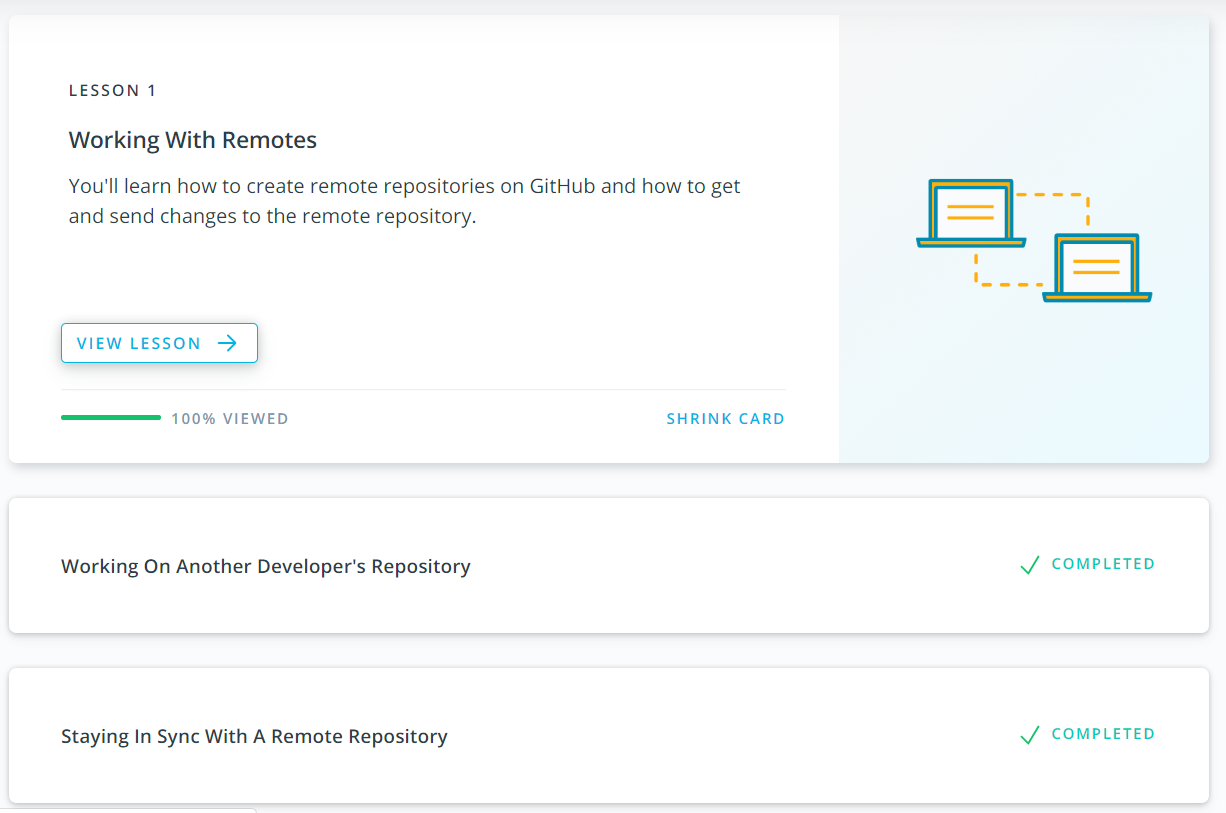 LESSON 1
Working With Remotes
You'll learn how to create remote repositories on GitHub and how to get
and send changes to the remote repository.
VIEW LESSON
100% VIEWED
SHRINK CARD
Working On Another Developer's Repository
COMPLETED
Staying In Sync With A Remote Repository
COMPLETED